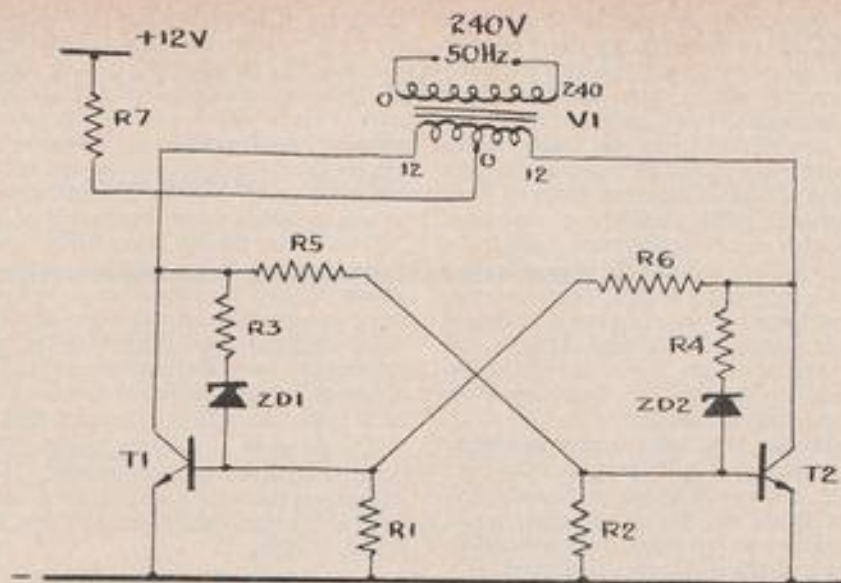 240V
+12V
50Hz
0
240
R7
V1
12
0
12
R5
R6
R3
R4
ZD1
ZD2
T1
T2
R1
R2
–